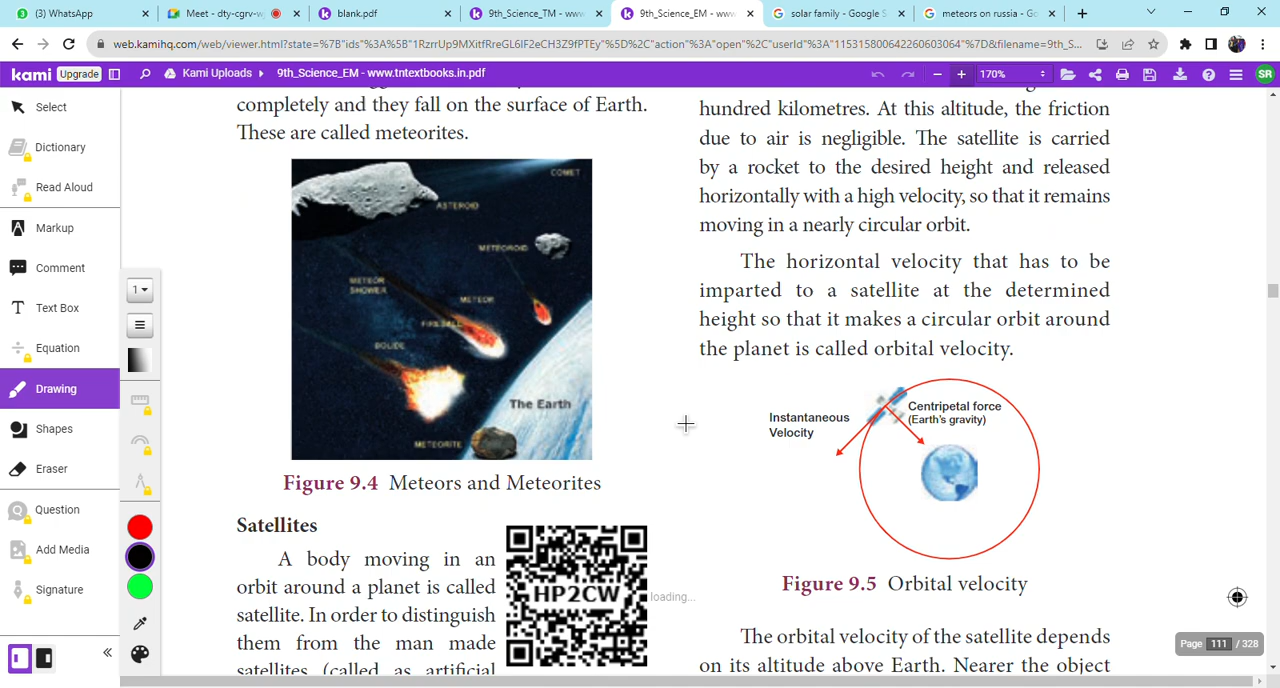 WhatsApp
Meet - dty-cgrv-w
blank.pdf
9th_Science_TM - www
9th_Science_EM - www
solar family - Google S
meteors on russia - Go
web.kamihq.com/web/viewer.html?state=%7B"ids"%3A%5B"1RzrrUp9MXitfRreGL6IF2eCH3Z9fPTEy"%5D%2C"action"%3A"open"%2C"userId"%3A"115315800642260603064"%7D&filename=9th_S...
kami Upgrade Kami Uploads 9th_Science_EM - www.tntextbooks.in.pdf 170% SR
Select
Dictionary
Read Aloud
Markup
Comment
Text Box
Equation
Drawing
Shapes
Eraser
Question
Add Media
Signature
1
completely and they fall on the surface of Earth.
These are called meteorites.
COMET
ASTEROID
METEOROID
METEOR
SHOWER
METEOR
FIREBALL
BOLIDE
The Earth
METEORITE
Figure 9.4 Meteors and Meteorites
Satellites
A body moving in an
orbit around a planet is called
satellite. In order to distinguish
them from the man made
satellites (called as artificial
HP2CW
loading...
hundred kilometres. At this altitude, the friction
due to air is negligible. The satellite is carried
by a rocket to the desired height and released
horizontally with a high velocity, so that it remains
moving in a nearly circular orbit.
The horizontal velocity that has to be
imparted to a satellite at the determined
height so that it makes a circular orbit around
the planet is called orbital velocity.
Instantaneous
Velocity
Centripetal force
(Earth's gravity)
Figure 9.5 Orbital velocity
The orbital velocity of the satellite depends
on its altitude above Earth. Nearer the object
Page 111 / 328